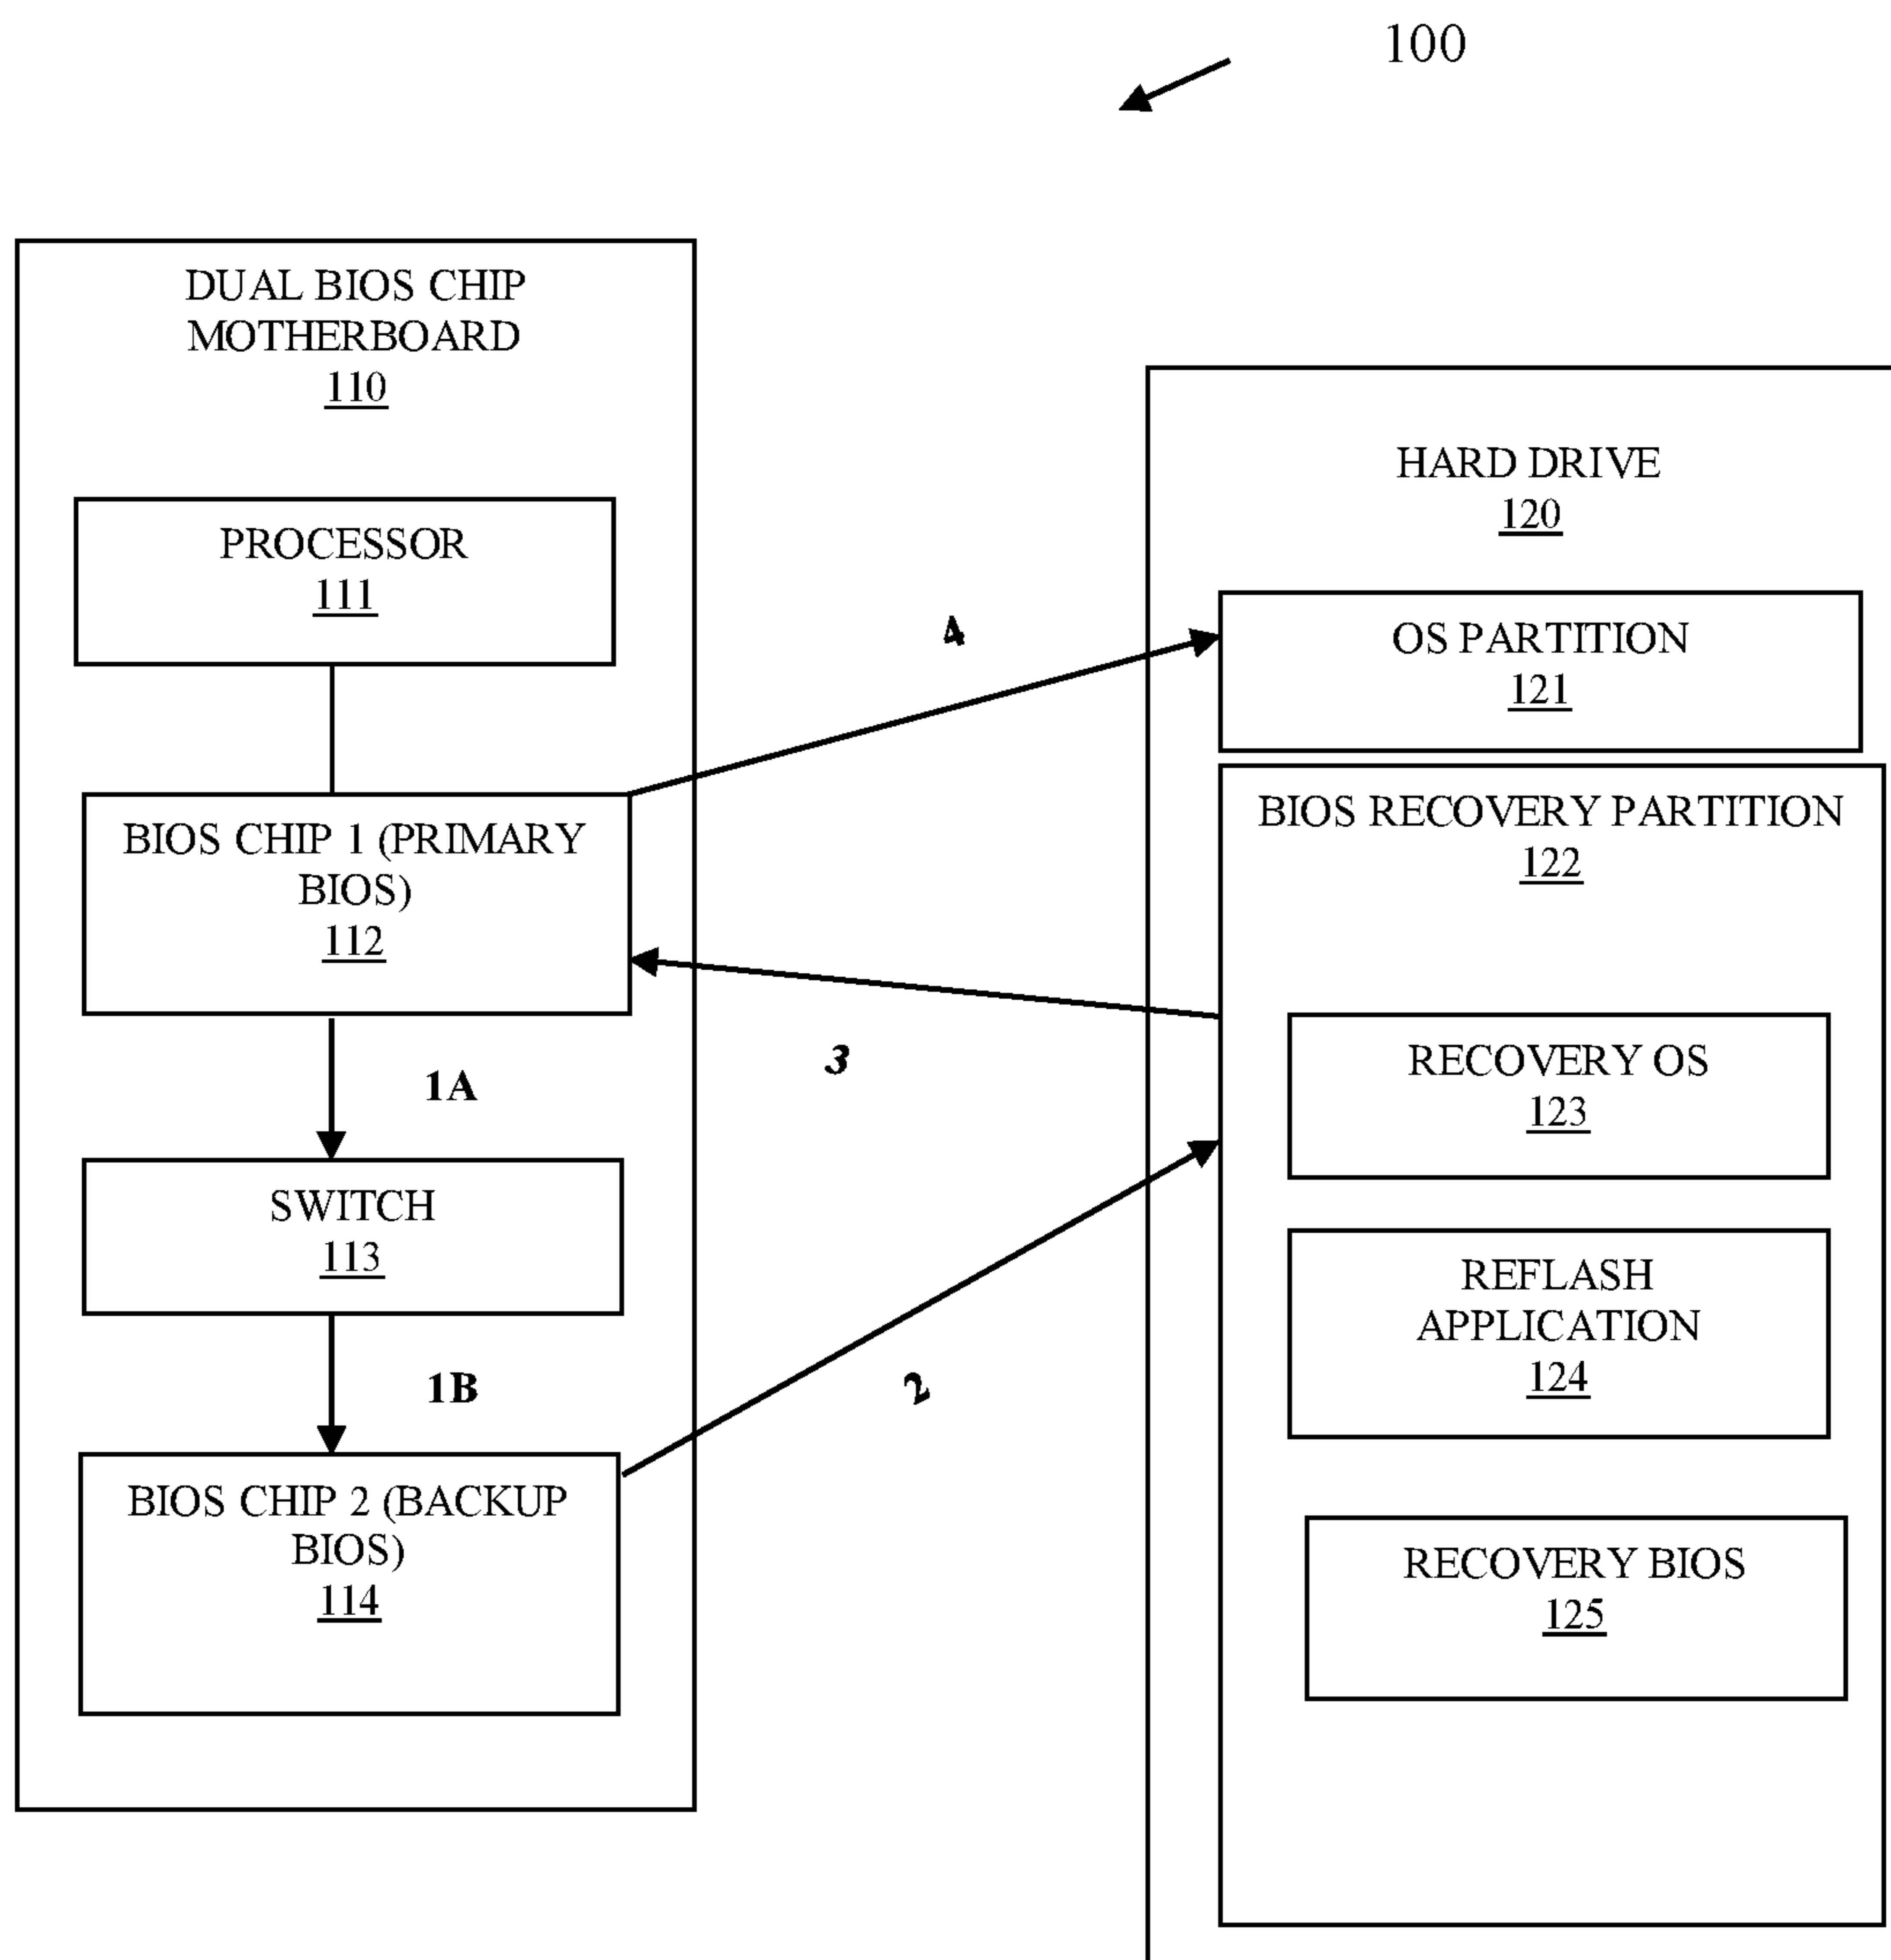 100
DUAL BIOS CHIP
MOTHERBOARD
110
PROCESSOR
111
BIOS CHIP 1 (PRIMARY
BIOS)
112
1A
SWITCH
113
1B
BIOS CHIP 2 (BACKUP
BIOS)
114
4
3
2
HARD DRIVE
120
OS PARTITION
121
BIOS RECOVERY PARTITION
122
RECOVERY OS
123
REFLASH
APPLICATION
124
RECOVERY BIOS
125